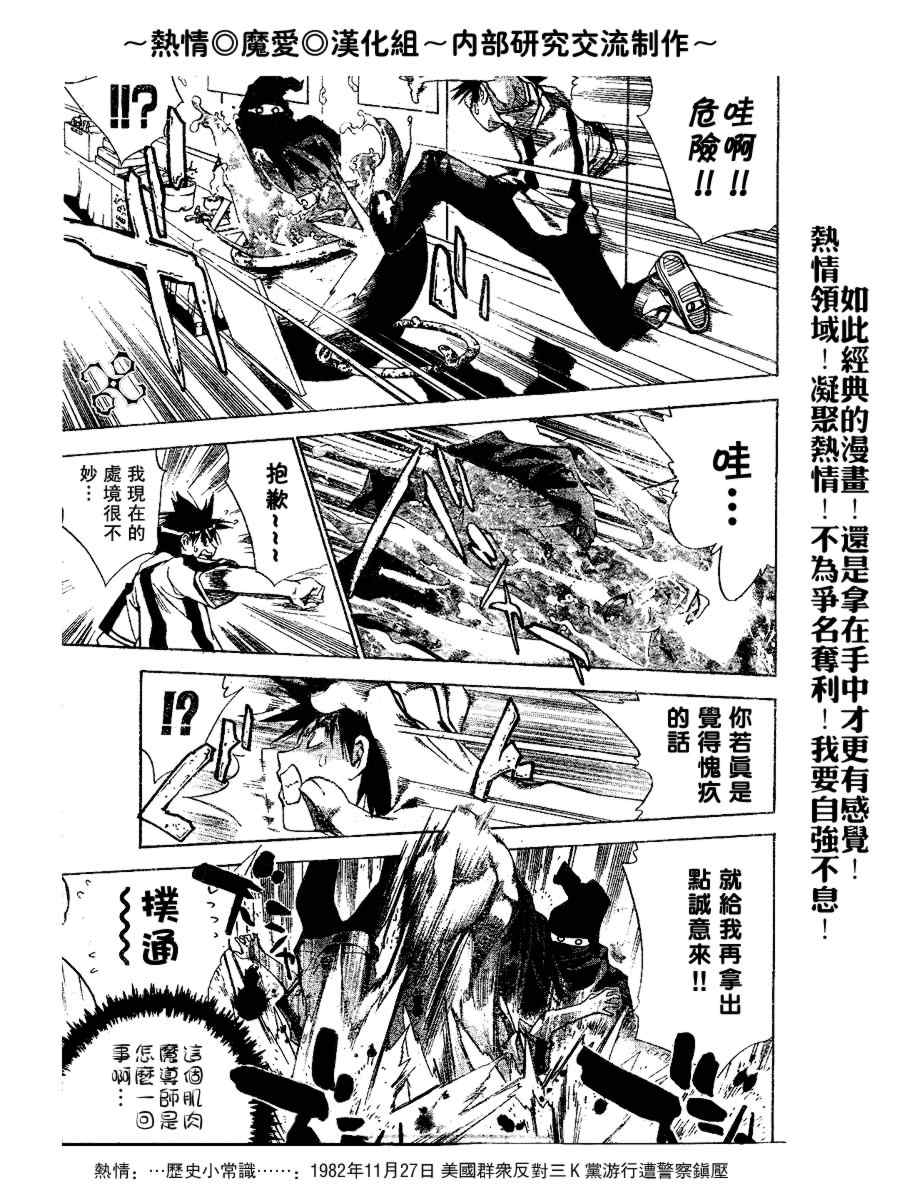 ～熱情◎魔愛◎漢化組～内部研究交流制作～
哇啊!!
危險!!
!!?
哇…
抱歉～～～
我現在的
處境很不
妙…
你若真是
覺得愧疚
的話
!?
就給我再拿出
點誠意來!!
撲通
這個肌肉
魔導師是
怎麼一回
事啊…
如此經典的漫畫！還是拿在手中才更有感覺！
熱情領域！凝聚熱情！不為爭名奪利！我要自強不息！
熱情：…歷史小常識……：1982年11月27日 美國群衆反對三K黨游行遭警察鎮壓